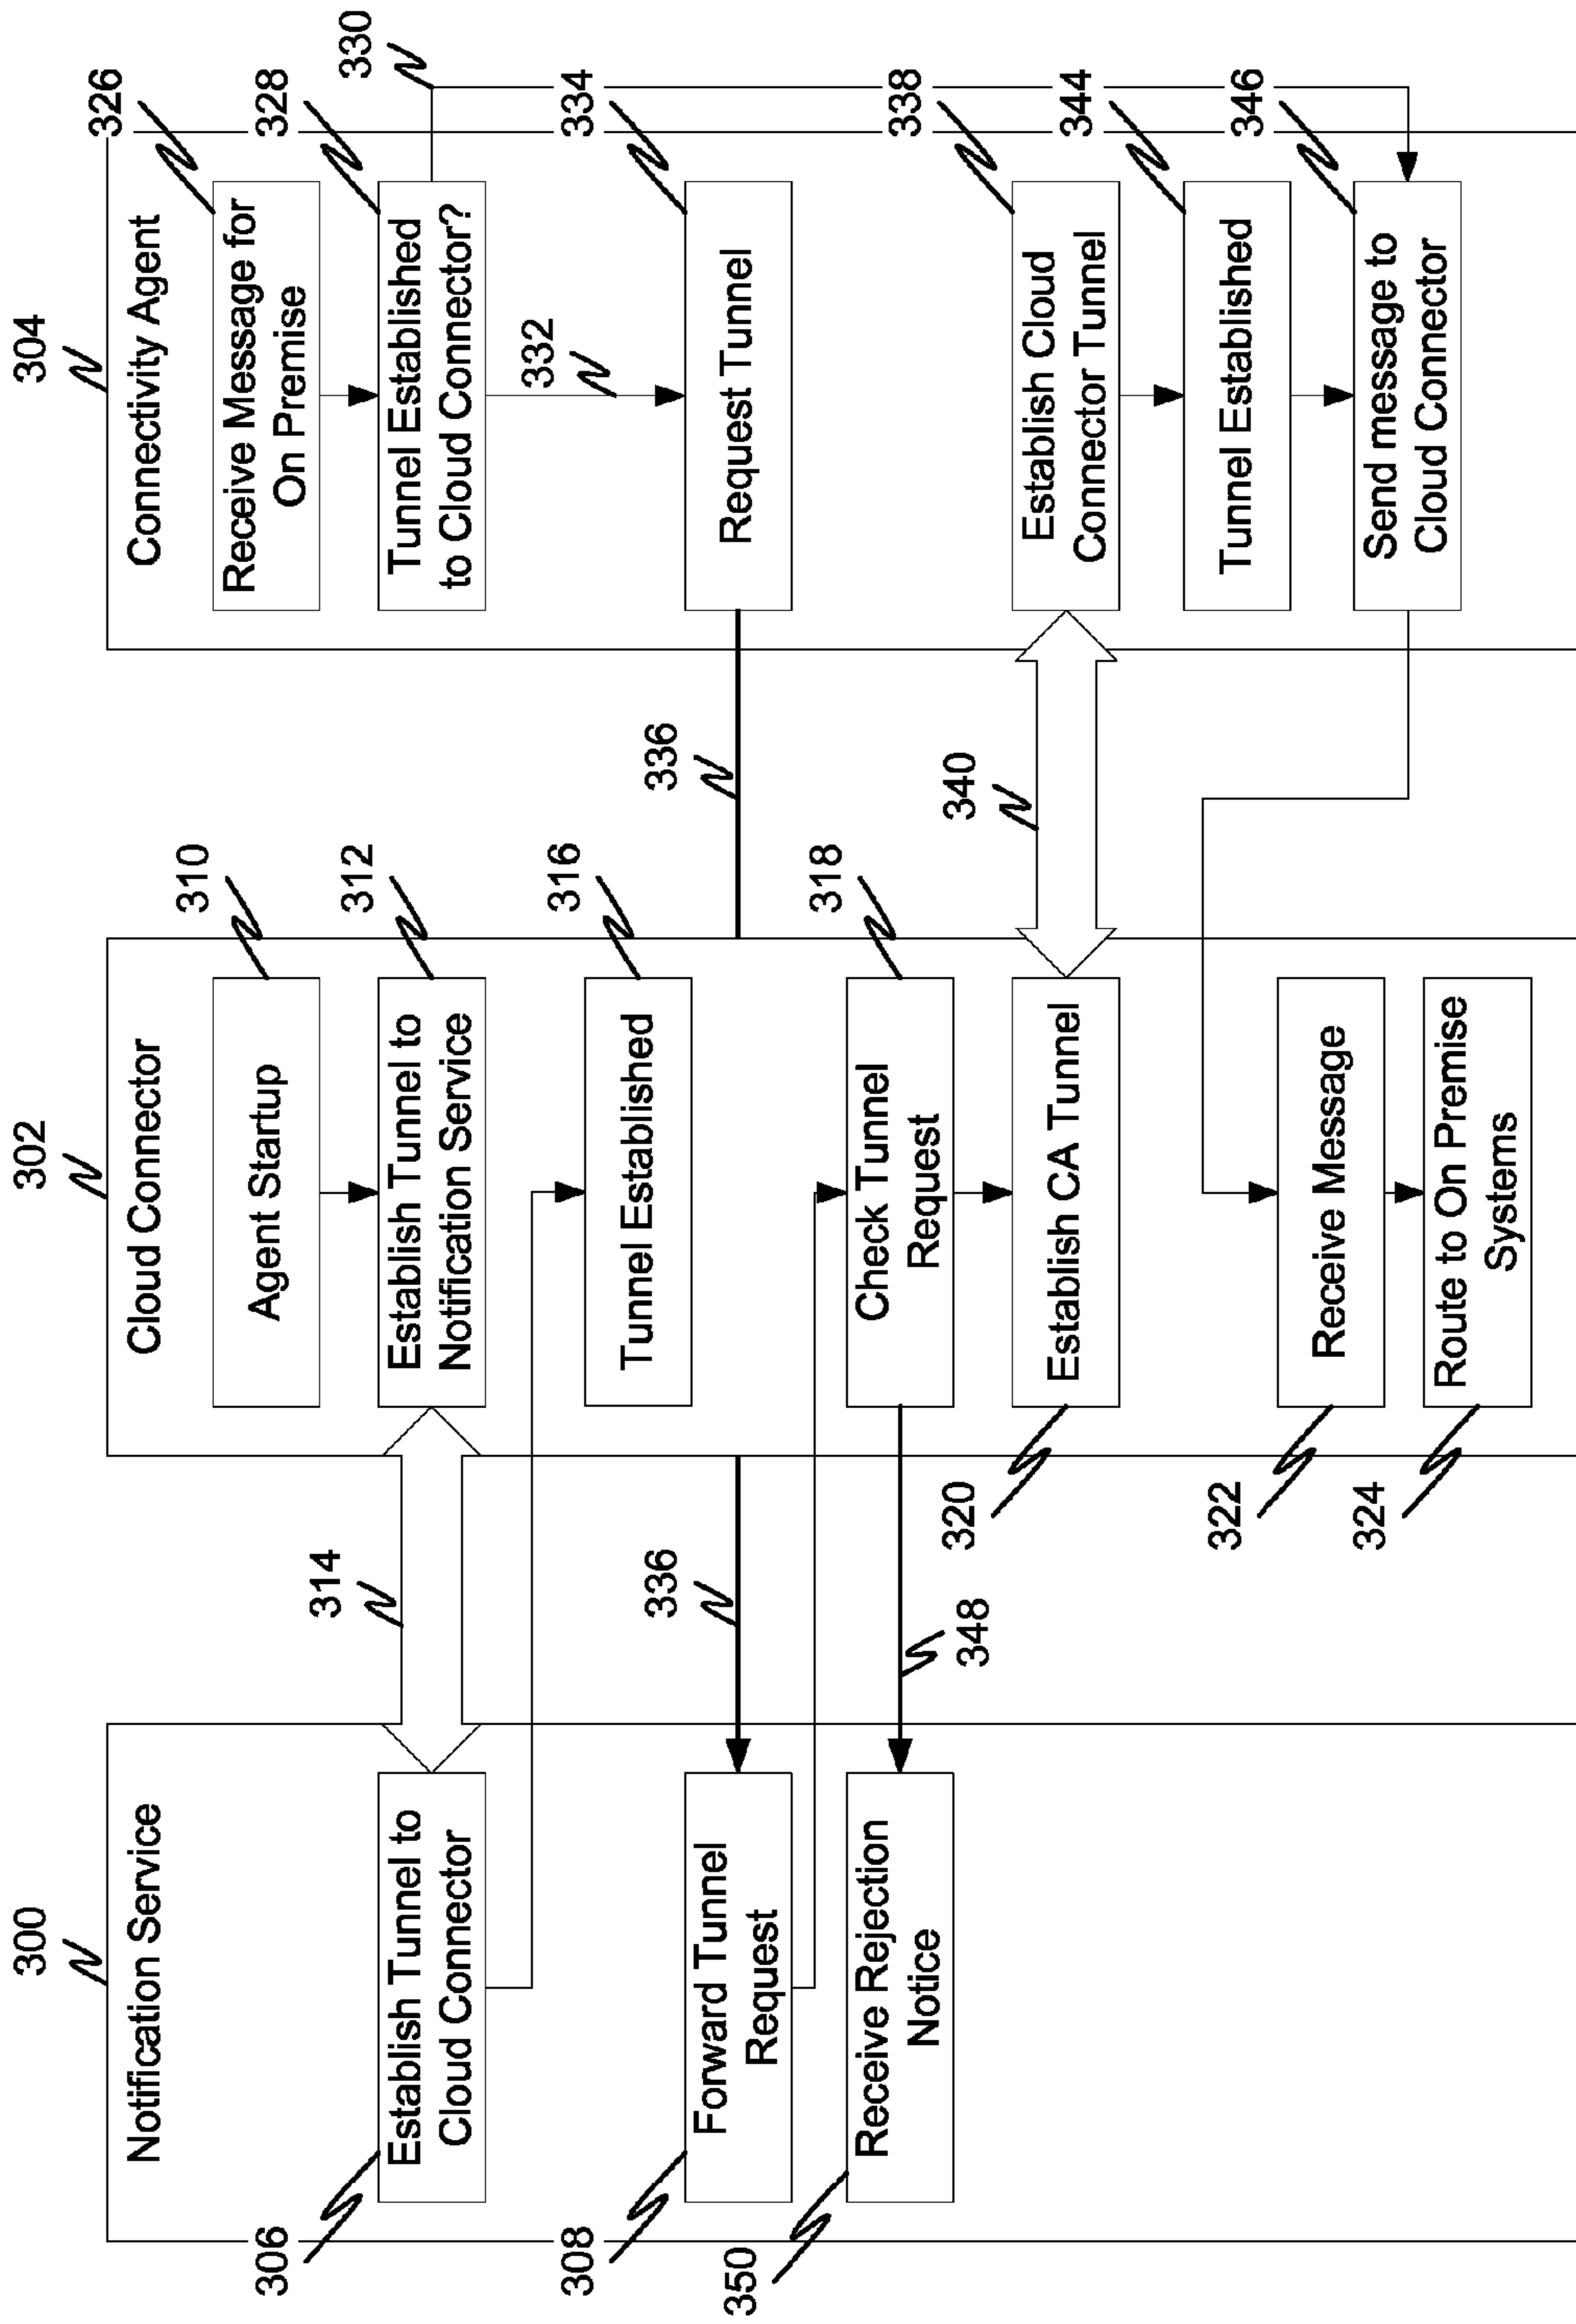 300
Notification Service
306
Establish Tunnel to
Cloud Connector
308
Forward Tunnel
Request
350
Receive Rejection
Notice
314
336
348
302
Cloud Connector
310
Agent Startup
312
Establish Tunnel to
Notification Service
316
Tunnel Established
318
Check Tunnel
Request
320
Establish CA Tunnel
322
Receive Message
324
Route to On Premise
Systems
336
340
304
Connectivity Agent
326
Receive Message for
On Premise
328
Tunnel Established
to Cloud Connector?
330
332
334
Request Tunnel
338
Establish Cloud
Connector Tunnel
344
Tunnel Established
346
Send message to
Cloud Connector